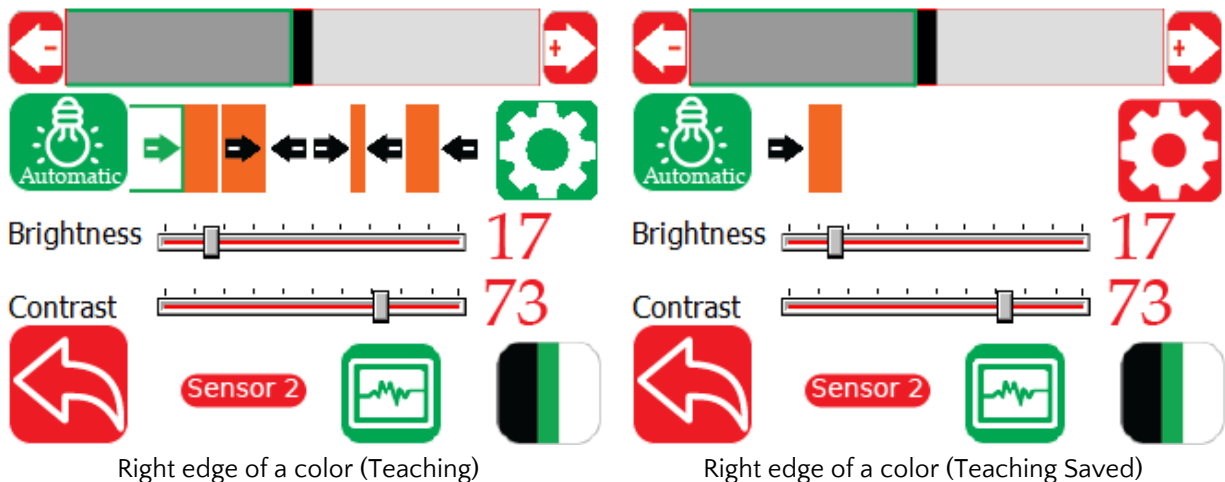 - +
- +
Automatic
Automatic
Brightness 17
Brightness 17
Contrast 73
Contrast 73
Sensor 2
Sensor 2
Right edge of a color (Teaching)
Right edge of a color (Teaching Saved)